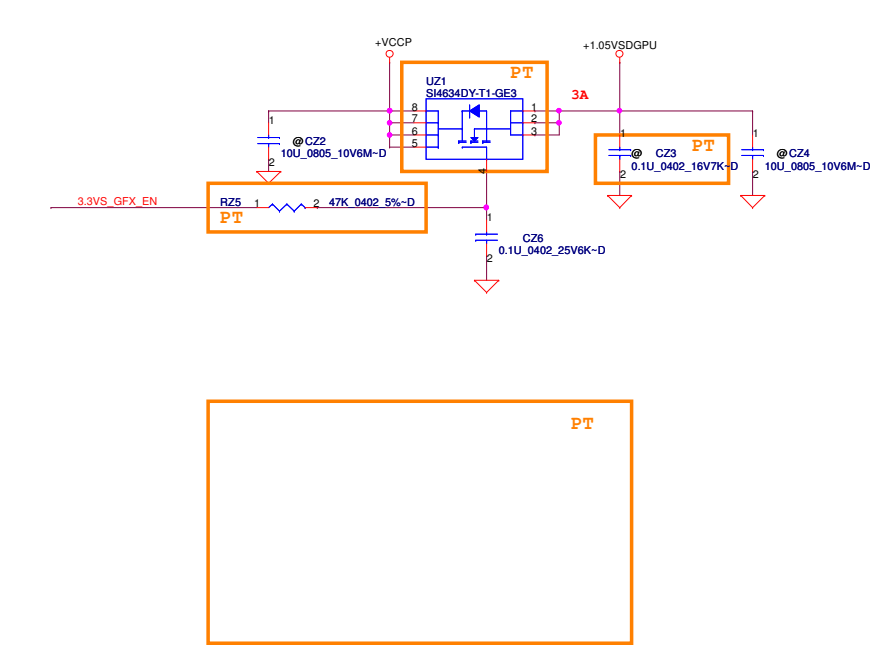 +VCCP
+1.05VSDGPU
PT
UZ1
SI4634DY-T1-GE3
3A
8
7
6
5
1
2
3
4
1
@CZ2
10U_0805_10V6M~D
2
1
PT
@ CZ3
0.1U_0402_16V7K~D
2
1
@CZ4
10U_0805_10V6M~D
2
3.3VS_GFX_EN
RZ5 1 2 47K_0402_5%~D
PT
1
CZ6
0.1U_0402_25V6K~D
2
PT